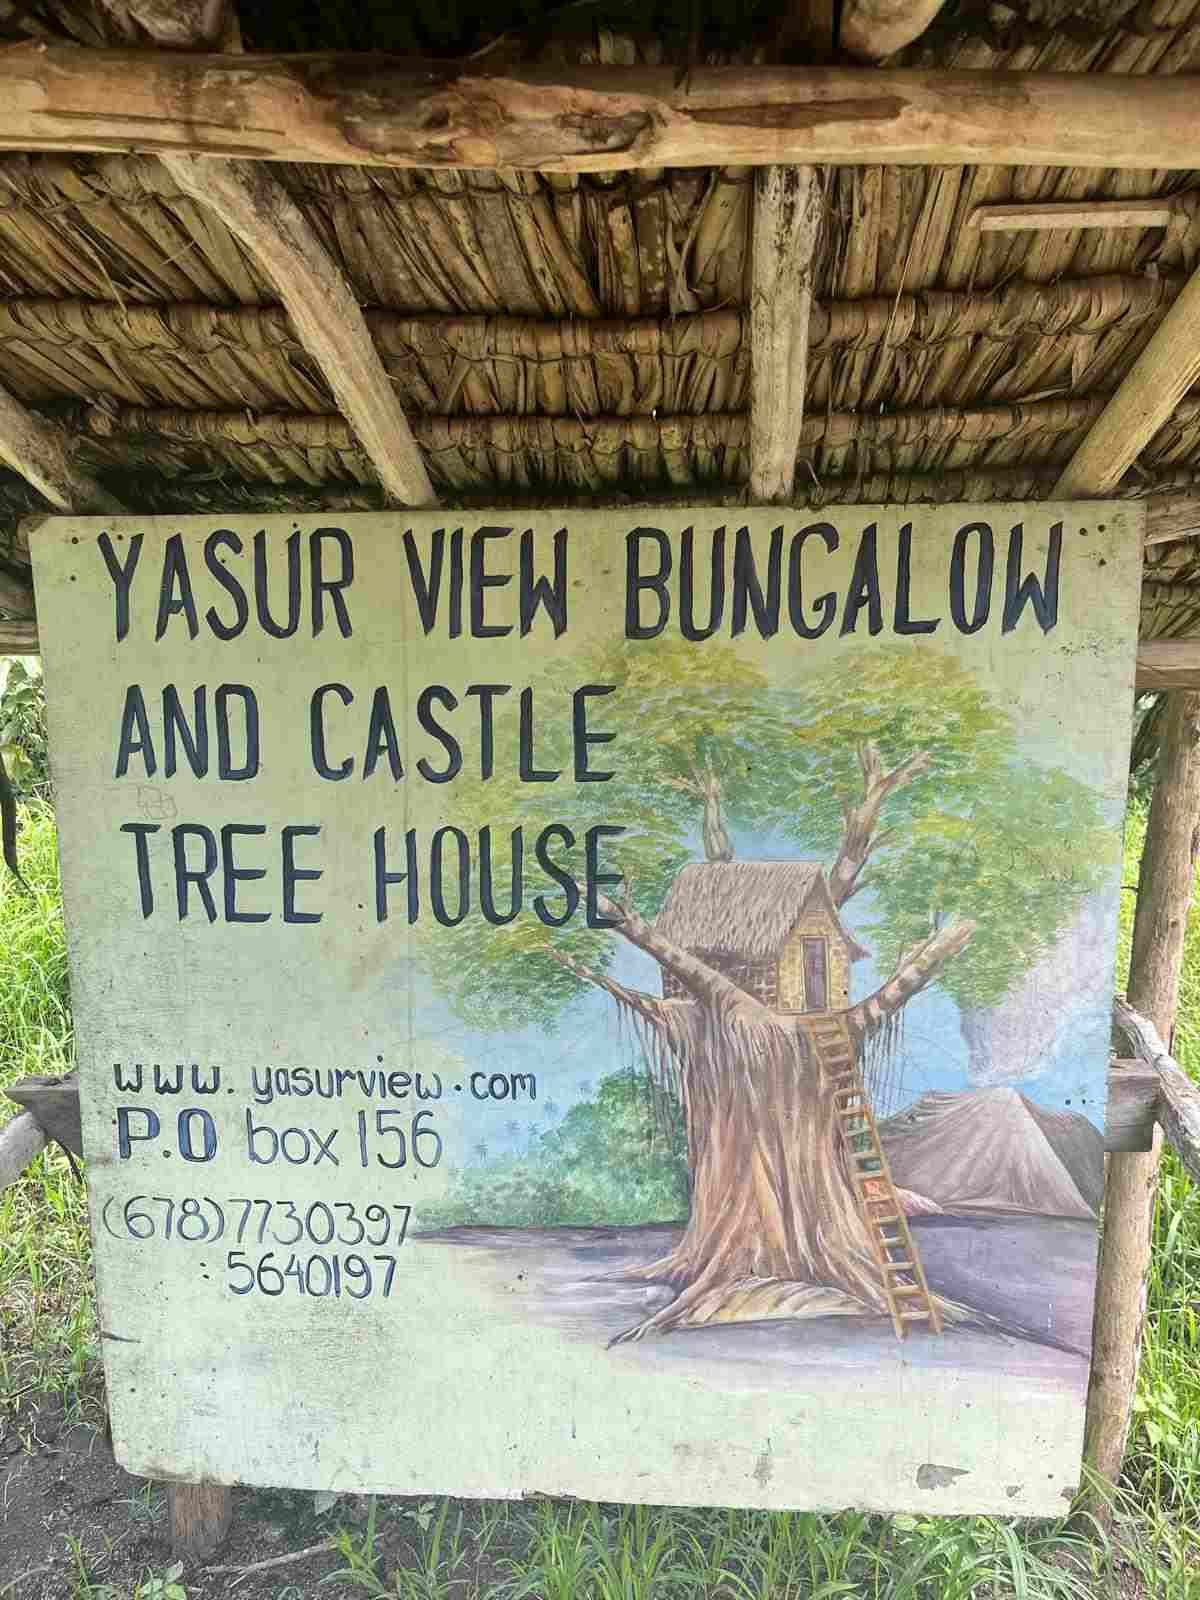 YASUR VIEW BUNGALOW
AND CASTLE
TREE HOUSE
www.yasurview.com
P.O box 156
(678)7730397
: 5640197